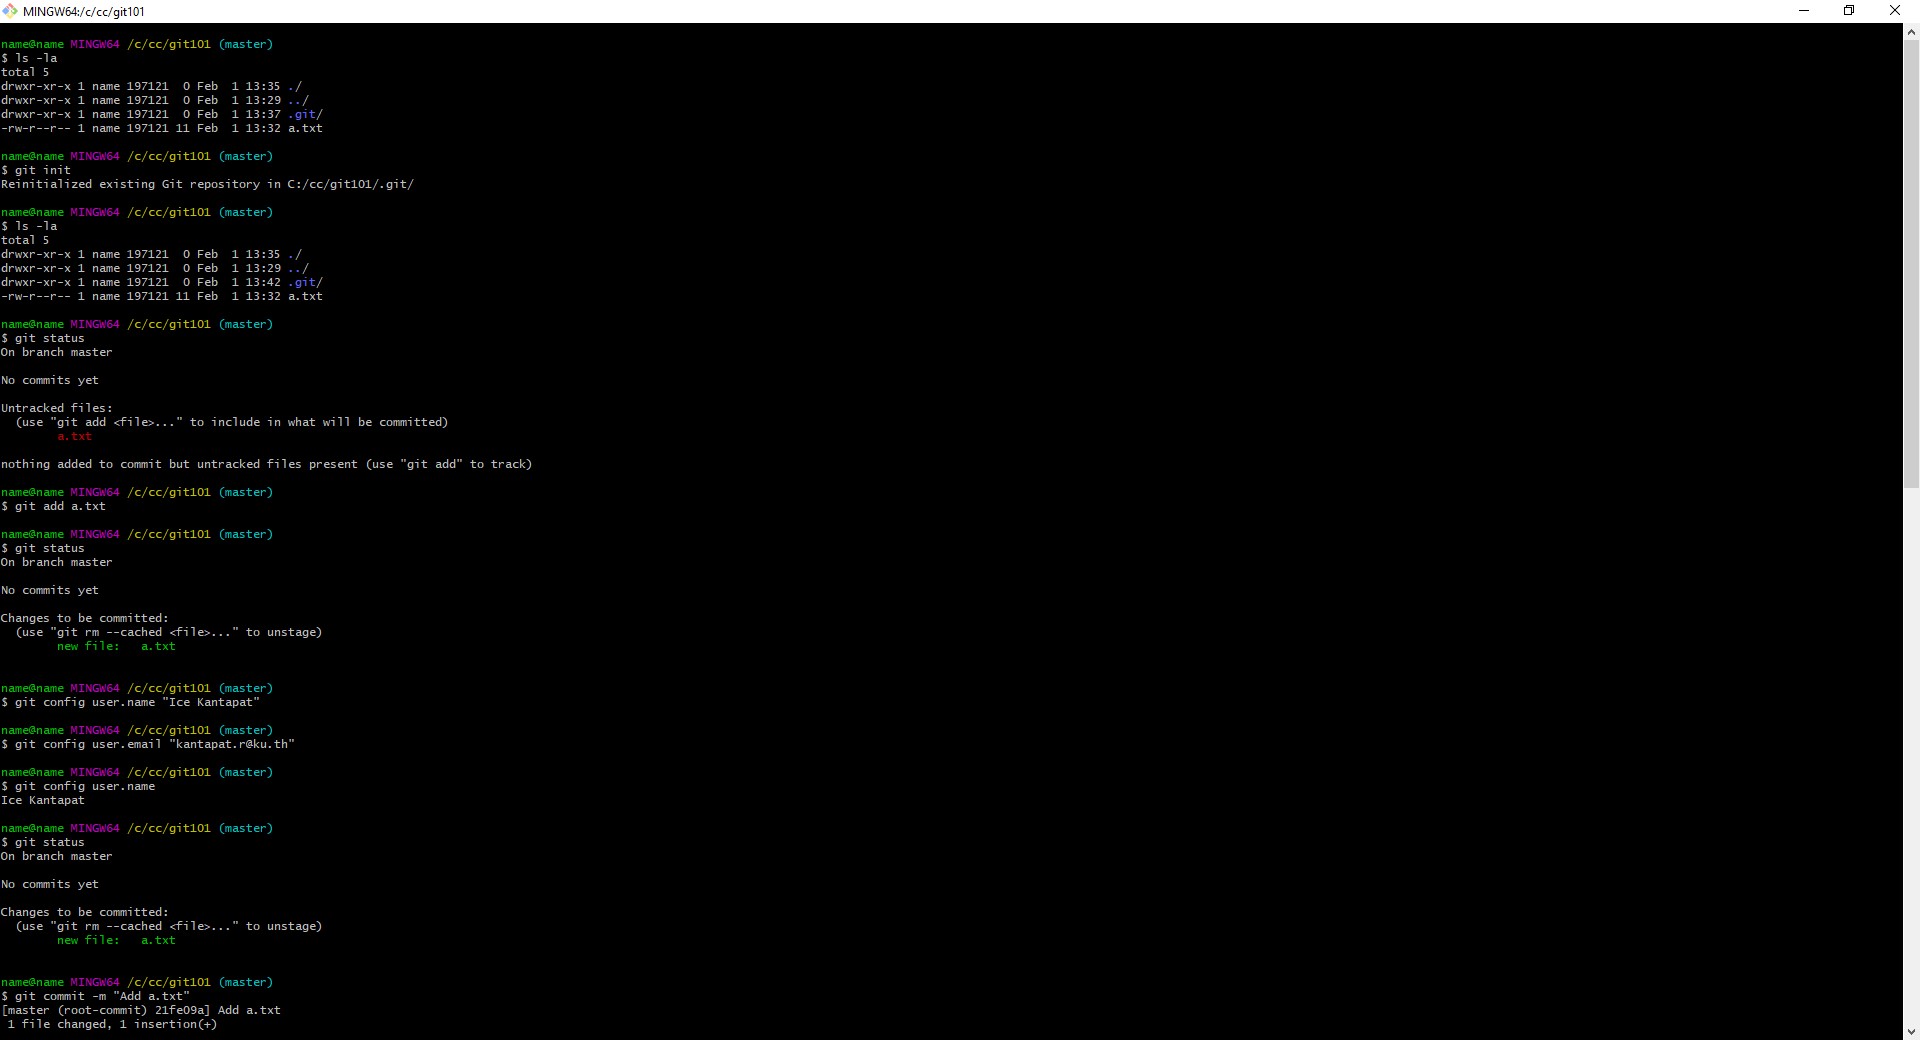 MINGW64:/c/cc/git101
name@name MINGW64 /c/cc/git101 (master)
$ ls -la
total 5
drwxr-xr-x 1 name 197121  0 Feb  1 13:35 ./
drwxr-xr-x 1 name 197121  0 Feb  1 13:29 ../
drwxr-xr-x 1 name 197121  0 Feb  1 13:37 .git/
-rw-r--r-- 1 name 197121 11 Feb  1 13:32 a.txt
name@name MINGW64 /c/cc/git101 (master)
$ git init
Reinitialized existing Git repository in C:/cc/git101/.git/
name@name MINGW64 /c/cc/git101 (master)
$ ls -la
total 5
drwxr-xr-x 1 name 197121  0 Feb  1 13:35 ./
drwxr-xr-x 1 name 197121  0 Feb  1 13:29 ../
drwxr-xr-x 1 name 197121  0 Feb  1 13:42 .git/
-rw-r--r-- 1 name 197121 11 Feb  1 13:32 a.txt
name@name MINGW64 /c/cc/git101 (master)
$ git status
On branch master
No commits yet
Untracked files:
  (use "git add <file>..." to include in what will be committed)
        a.txt
nothing added to commit but untracked files present (use "git add" to track)
name@name MINGW64 /c/cc/git101 (master)
$ git add a.txt
name@name MINGW64 /c/cc/git101 (master)
$ git status
On branch master
No commits yet
Changes to be committed:
  (use "git rm --cached <file>..." to unstage)
        new file:   a.txt
name@name MINGW64 /c/cc/git101 (master)
$ git config user.name "Ice Kantapat"
name@name MINGW64 /c/cc/git101 (master)
$ git config user.email "kantapat.r@ku.th"
name@name MINGW64 /c/cc/git101 (master)
$ git config user.name
Ice Kantapat
name@name MINGW64 /c/cc/git101 (master)
$ git status
On branch master
No commits yet
Changes to be committed:
  (use "git rm --cached <file>..." to unstage)
        new file:   a.txt
name@name MINGW64 /c/cc/git101 (master)
$ git commit -m "Add a.txt"
[master (root-commit) 21fe09a] Add a.txt
 1 file changed, 1 insertion(+)